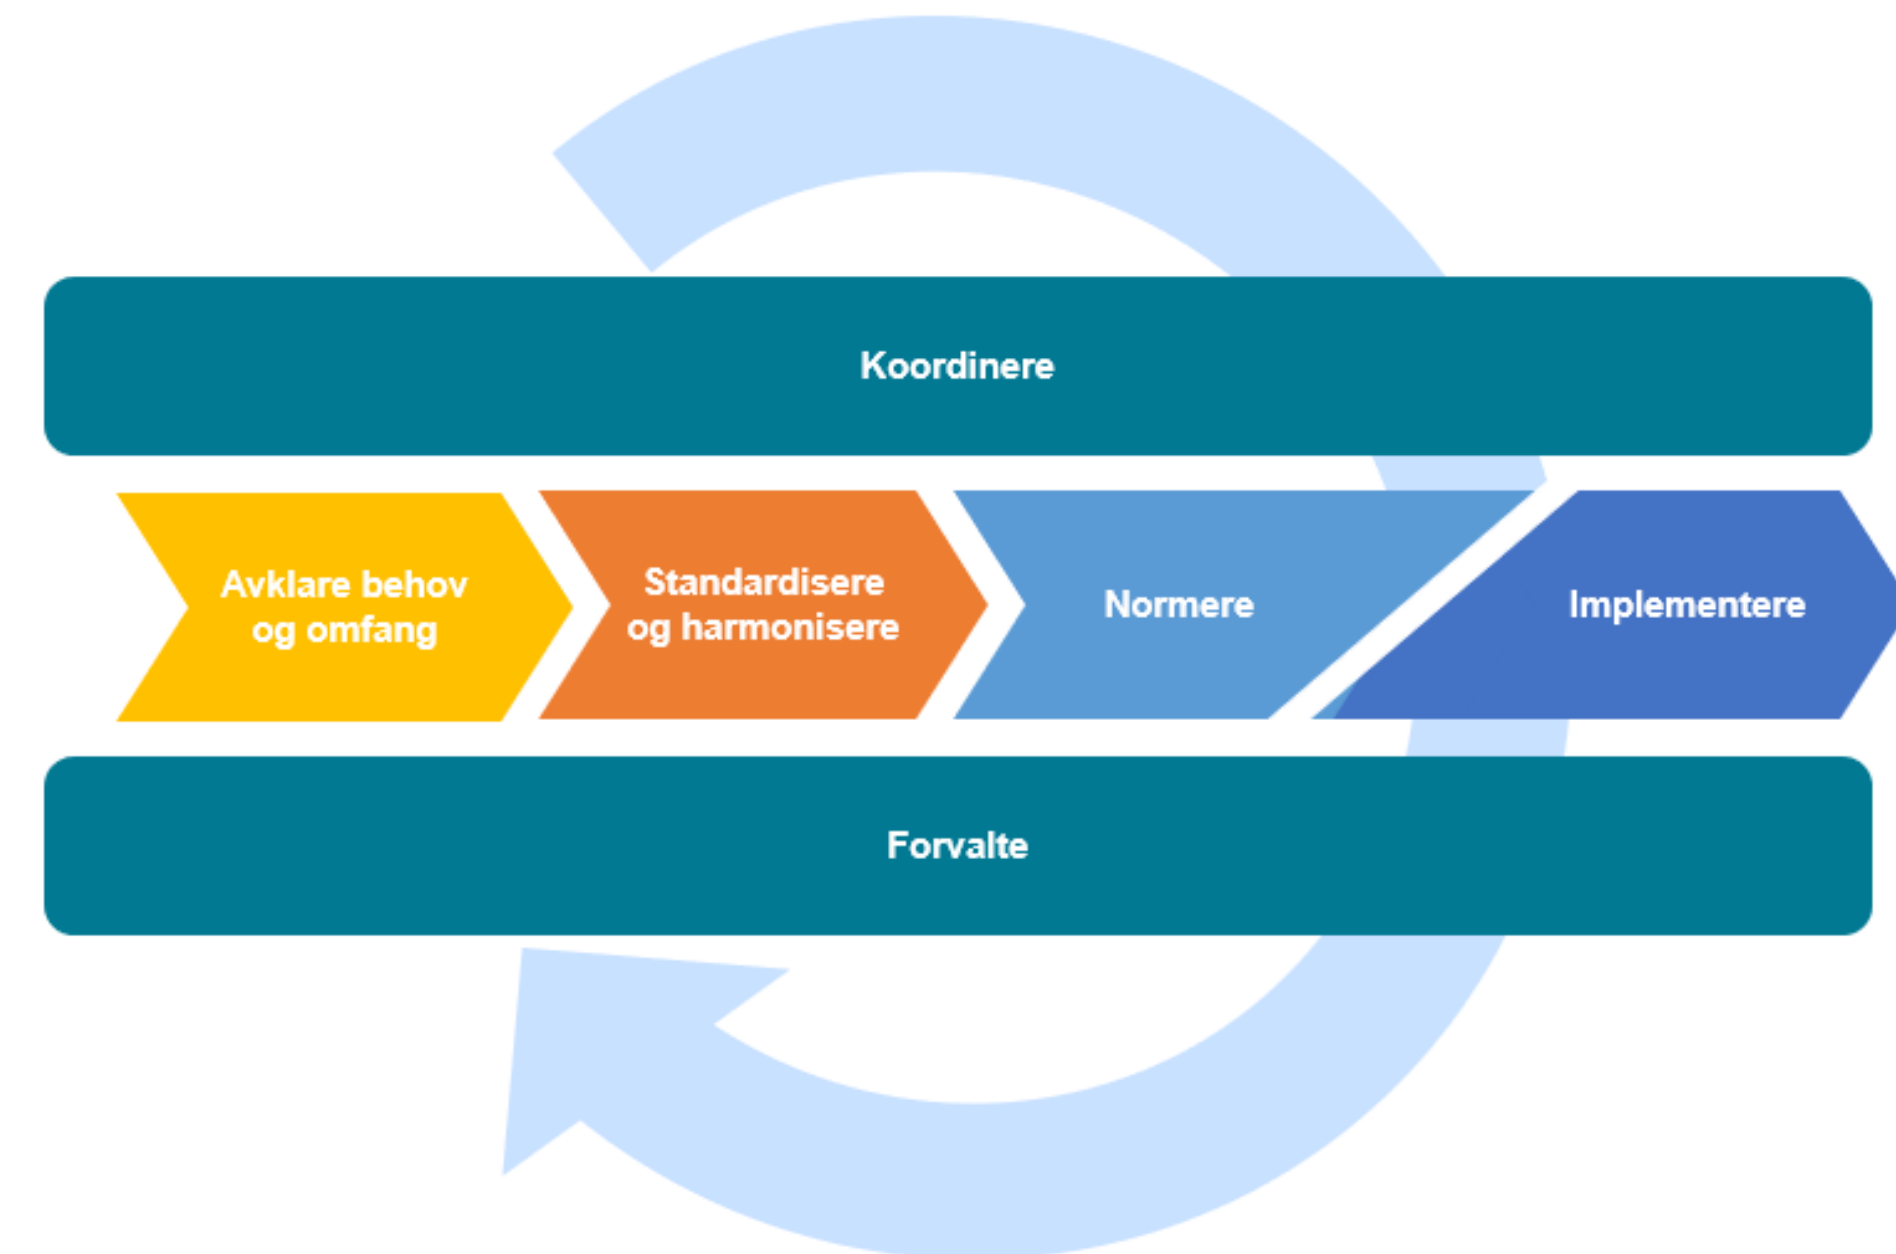 Koordinere
Avklare behov
og omfang
Standardisere
og harmonisere
Normere
Implementere
Forvalte